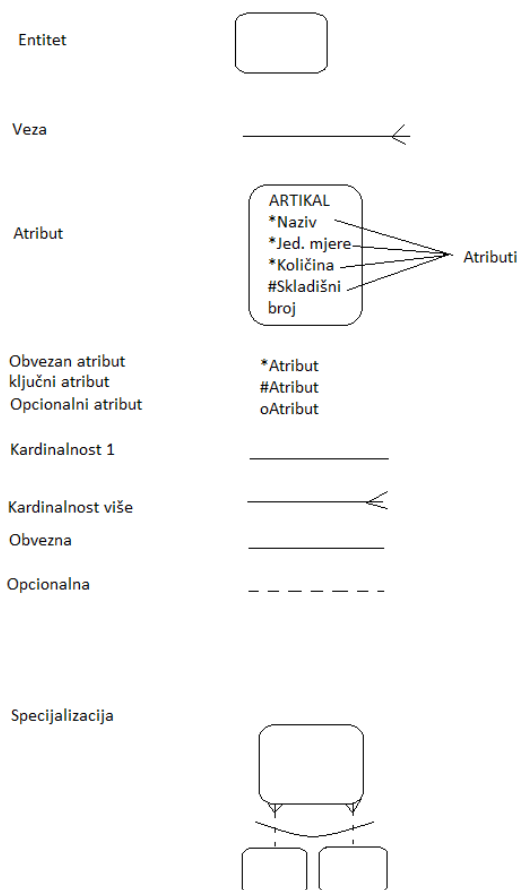 Entitet
Veza
Atribut
ARTIKAL
*Naziv
*Jed. mjere
*Količina
#Skladišni
broj
Atributi
Obvezan atribut
*Atribut
ključni atribut
#Atribut
Opcionalni atribut
oAtribut
Kardinalnost 1
Kardinalnost više
Obvezna
Opcionalna
Specijalizacija